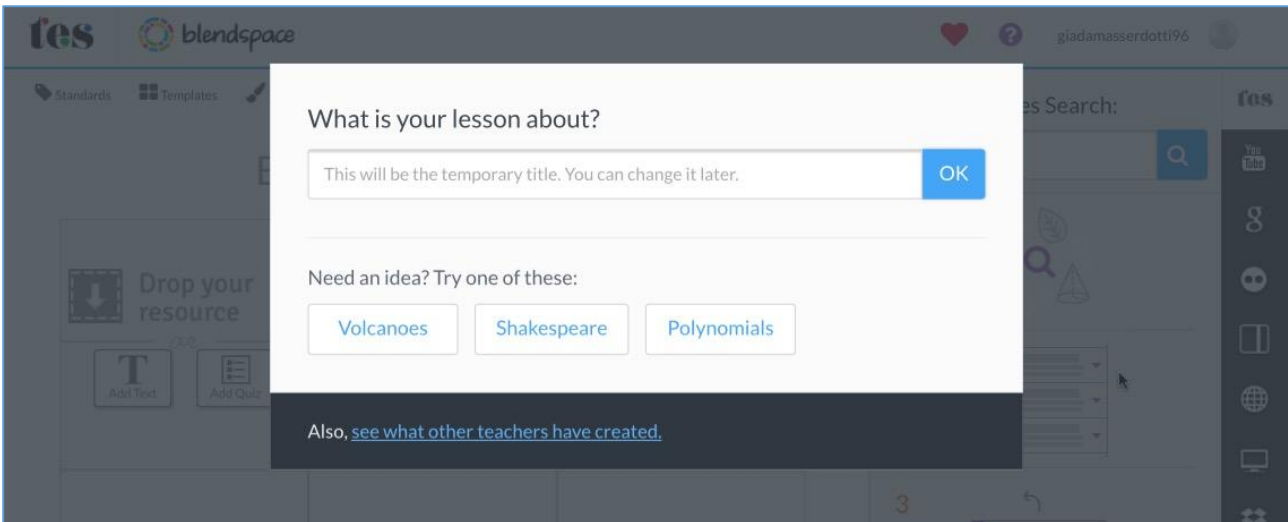 tes blendspace
giadamasserdotti96
Standards Templates
es Search:
tes
What is your lesson about?
This will be the temporary title. You can change it later.
OK
You
Tube
g
Drop your
resource
Need an idea? Try one of these:
Volcanoes Shakespeare Polynomials
T
Add Text Add Quiz
Also, see what other teachers have created.
3